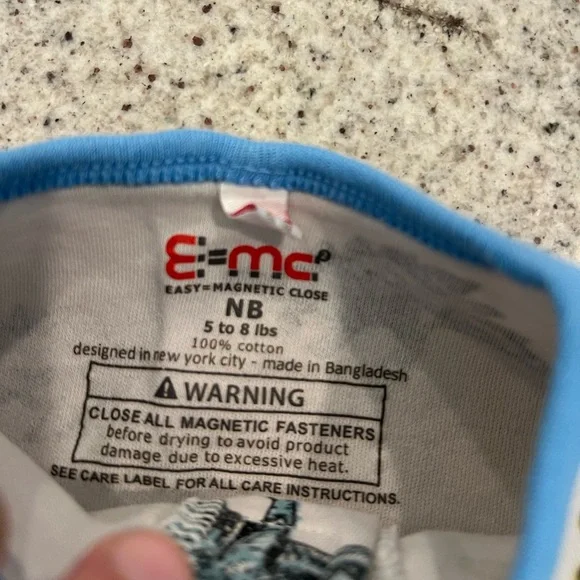 E=mc
EASY=MAGNETIC CLOSE
NB
5 to 8 lbs
100% cotton
designed in new york city - made in Bangladesh
WARNING
CLOSE ALL MAGNETIC FASTENERS
before drying to avoid product
damage due to excessive heat.
SEE CARE LABEL FOR ALL CARE INSTRUCTIONS.